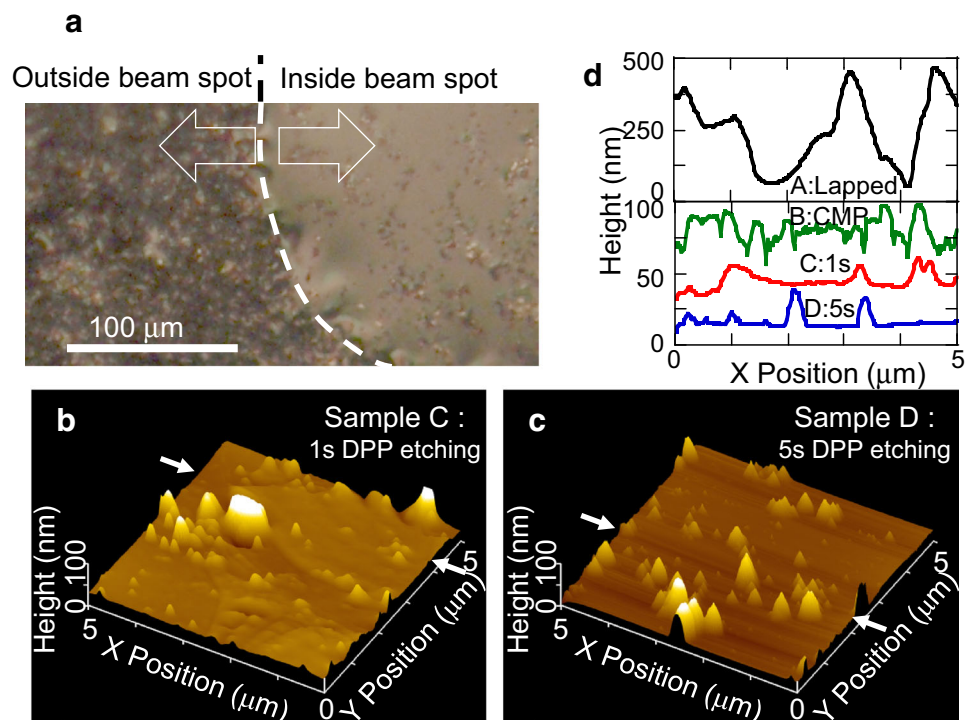 a
Outside beam spot
Inside beam spot
100 μm
d
500
250
0
Height (nm)
A:Lapped
100
B:CMP
C:1s
50
D:5s
0
0
5
X Position (μm)
b
Sample C :
1s DPP etching
Height (nm)
100
0
5
X Position (μm)
0
Y Position (μm)
5
c
Sample D :
5s DPP etching
Height (nm)
100
0
5
X Position (μm)
0
Y Position (μm)
5